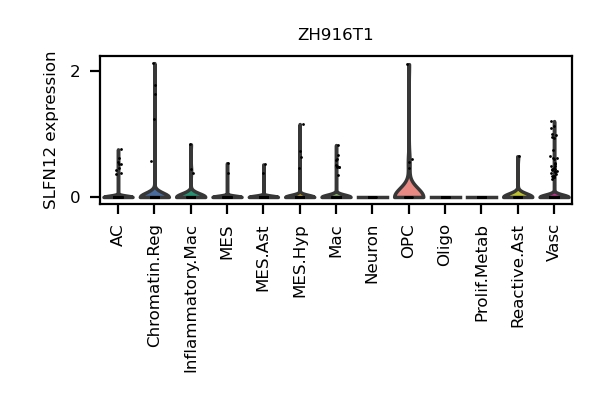 ZH916T1
SLFN12 expression
2
0
AC
Chromatin.Reg
Inflammatory.Mac
MES
MES.Ast
MES.Hyp
Mac
Neuron
OPC
Oligo
Prolif.Metab
Reactive.Ast
Vasc